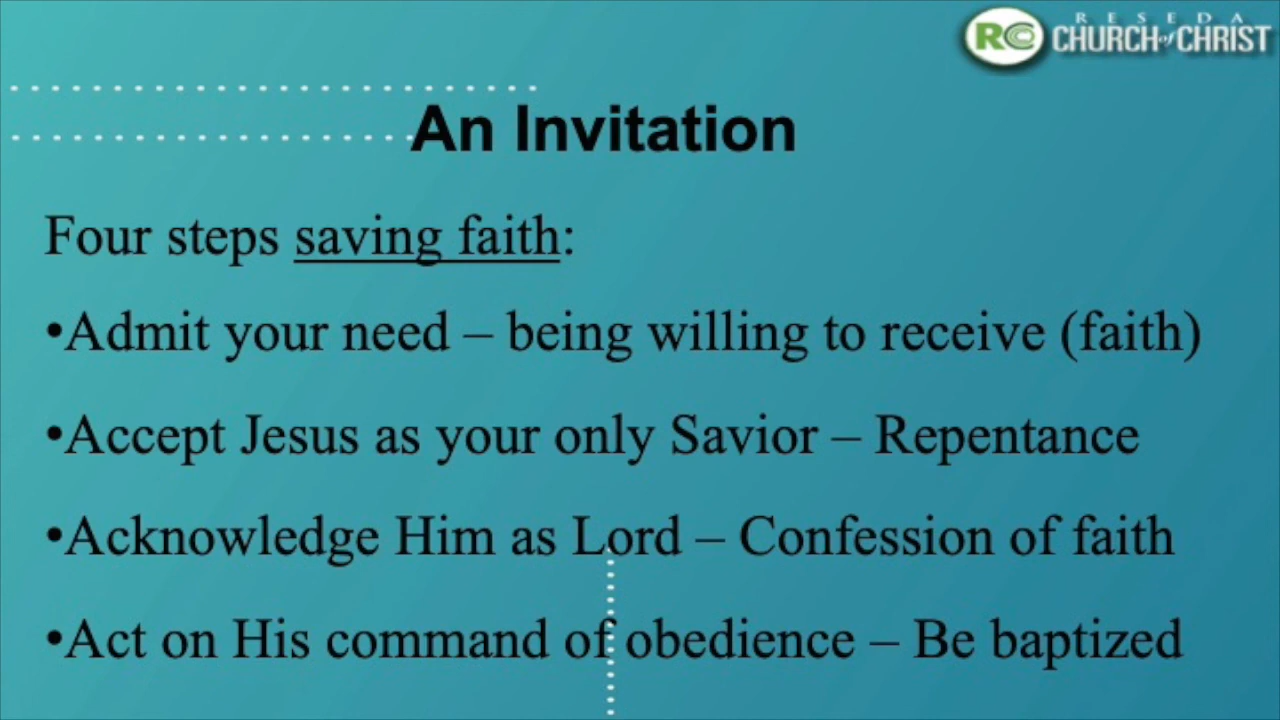 RC RESEDA
CHURCH of CHRIST
An Invitation
Four steps saving faith:
•Admit your need – being willing to receive (faith)
•Accept Jesus as your only Savior – Repentance
•Acknowledge Him as Lord – Confession of faith
•Act on His command of obedience – Be baptized